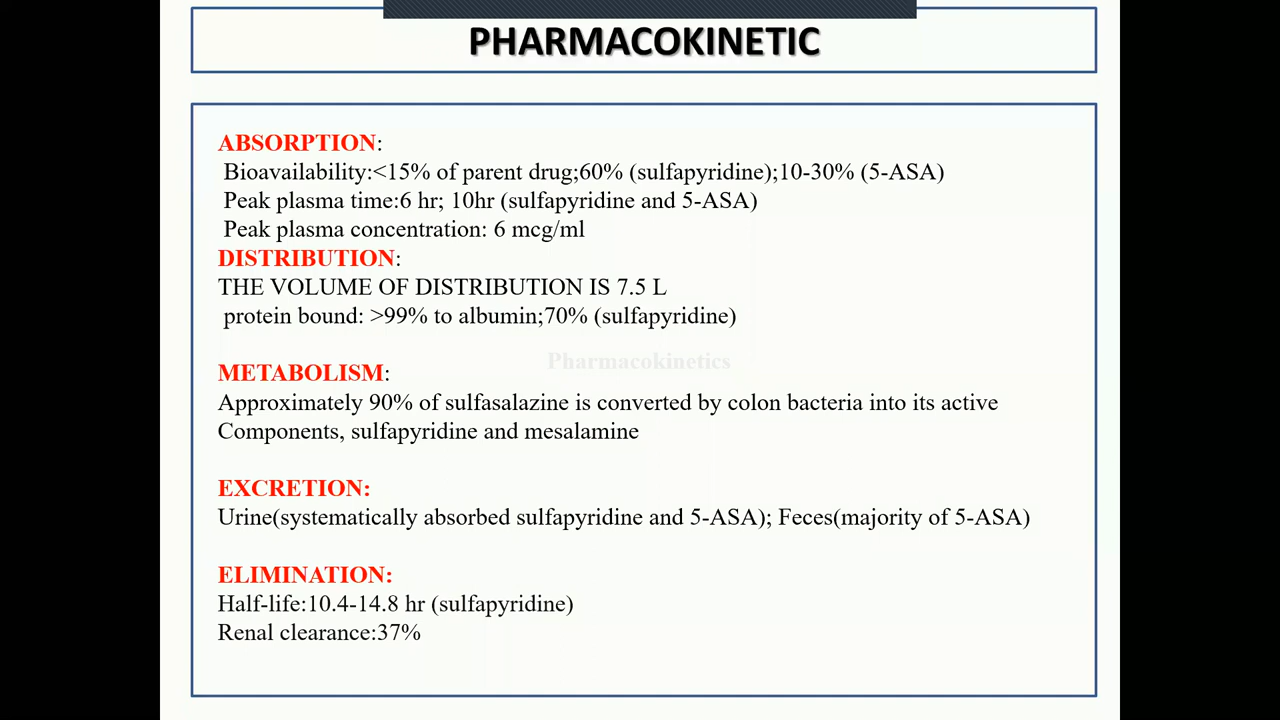 PHARMACOKINETIC
ABSORPTION:
Bioavailability:<15% of parent drug;60% (sulfapyridine);10-30% (5-ASA)
Peak plasma time:6 hr; 10hr (sulfapyridine and 5-ASA)
Peak plasma concentration: 6 mcg/ml
DISTRIBUTION:
THE VOLUME OF DISTRIBUTION IS 7.5 L
protein bound: >99% to albumin;70% (sulfapyridine)
Pharmacokinetics
METABOLISM:
Approximately 90% of sulfasalazine is converted by colon bacteria into its active
Components, sulfapyridine and mesalamine
EXCRETION:
Urine(systematically absorbed sulfapyridine and 5-ASA); Feces(majority of 5-ASA)
ELIMINATION:
Half-life:10.4-14.8 hr (sulfapyridine)
Renal clearance:37%